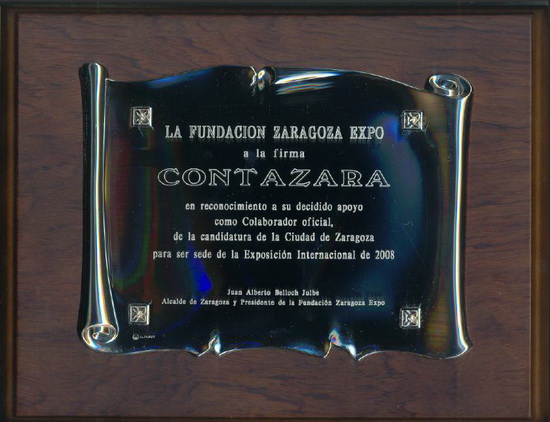 LA FUNDACION ZARAGOZA EXPO
a la firma
CONTAZARA
en reconocimiento a su decidido apoyo
como Colaborador oficial,
de la candidatura de la Ciudad de Zaragoza
para ser sede de la Exposición Internacional de 2008
Juan Alberto Belloch Julbe
Alcalde de Zaragoza y Presidente de la Fundación Zaragoza Expo